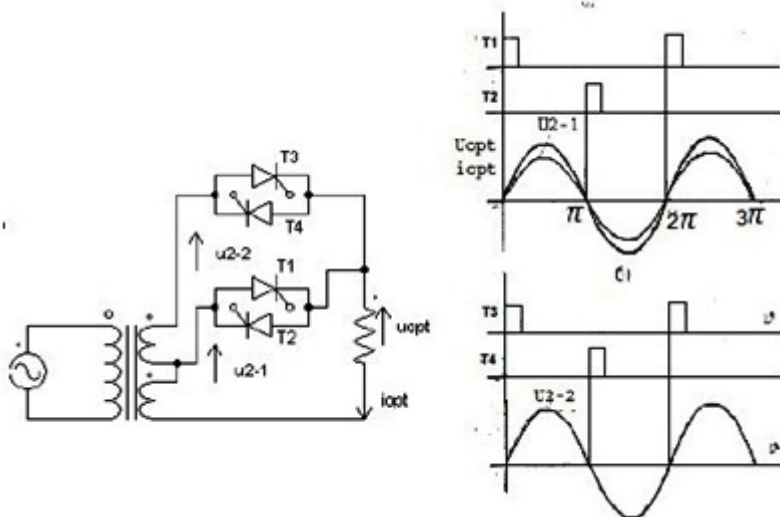 T3
T4
u2-2
T1
T2
u2-1
uopt
iopt
T1
T2
U2-1
Uopt
iopt
π
2π
3π
б)
T3
T4
U2-2